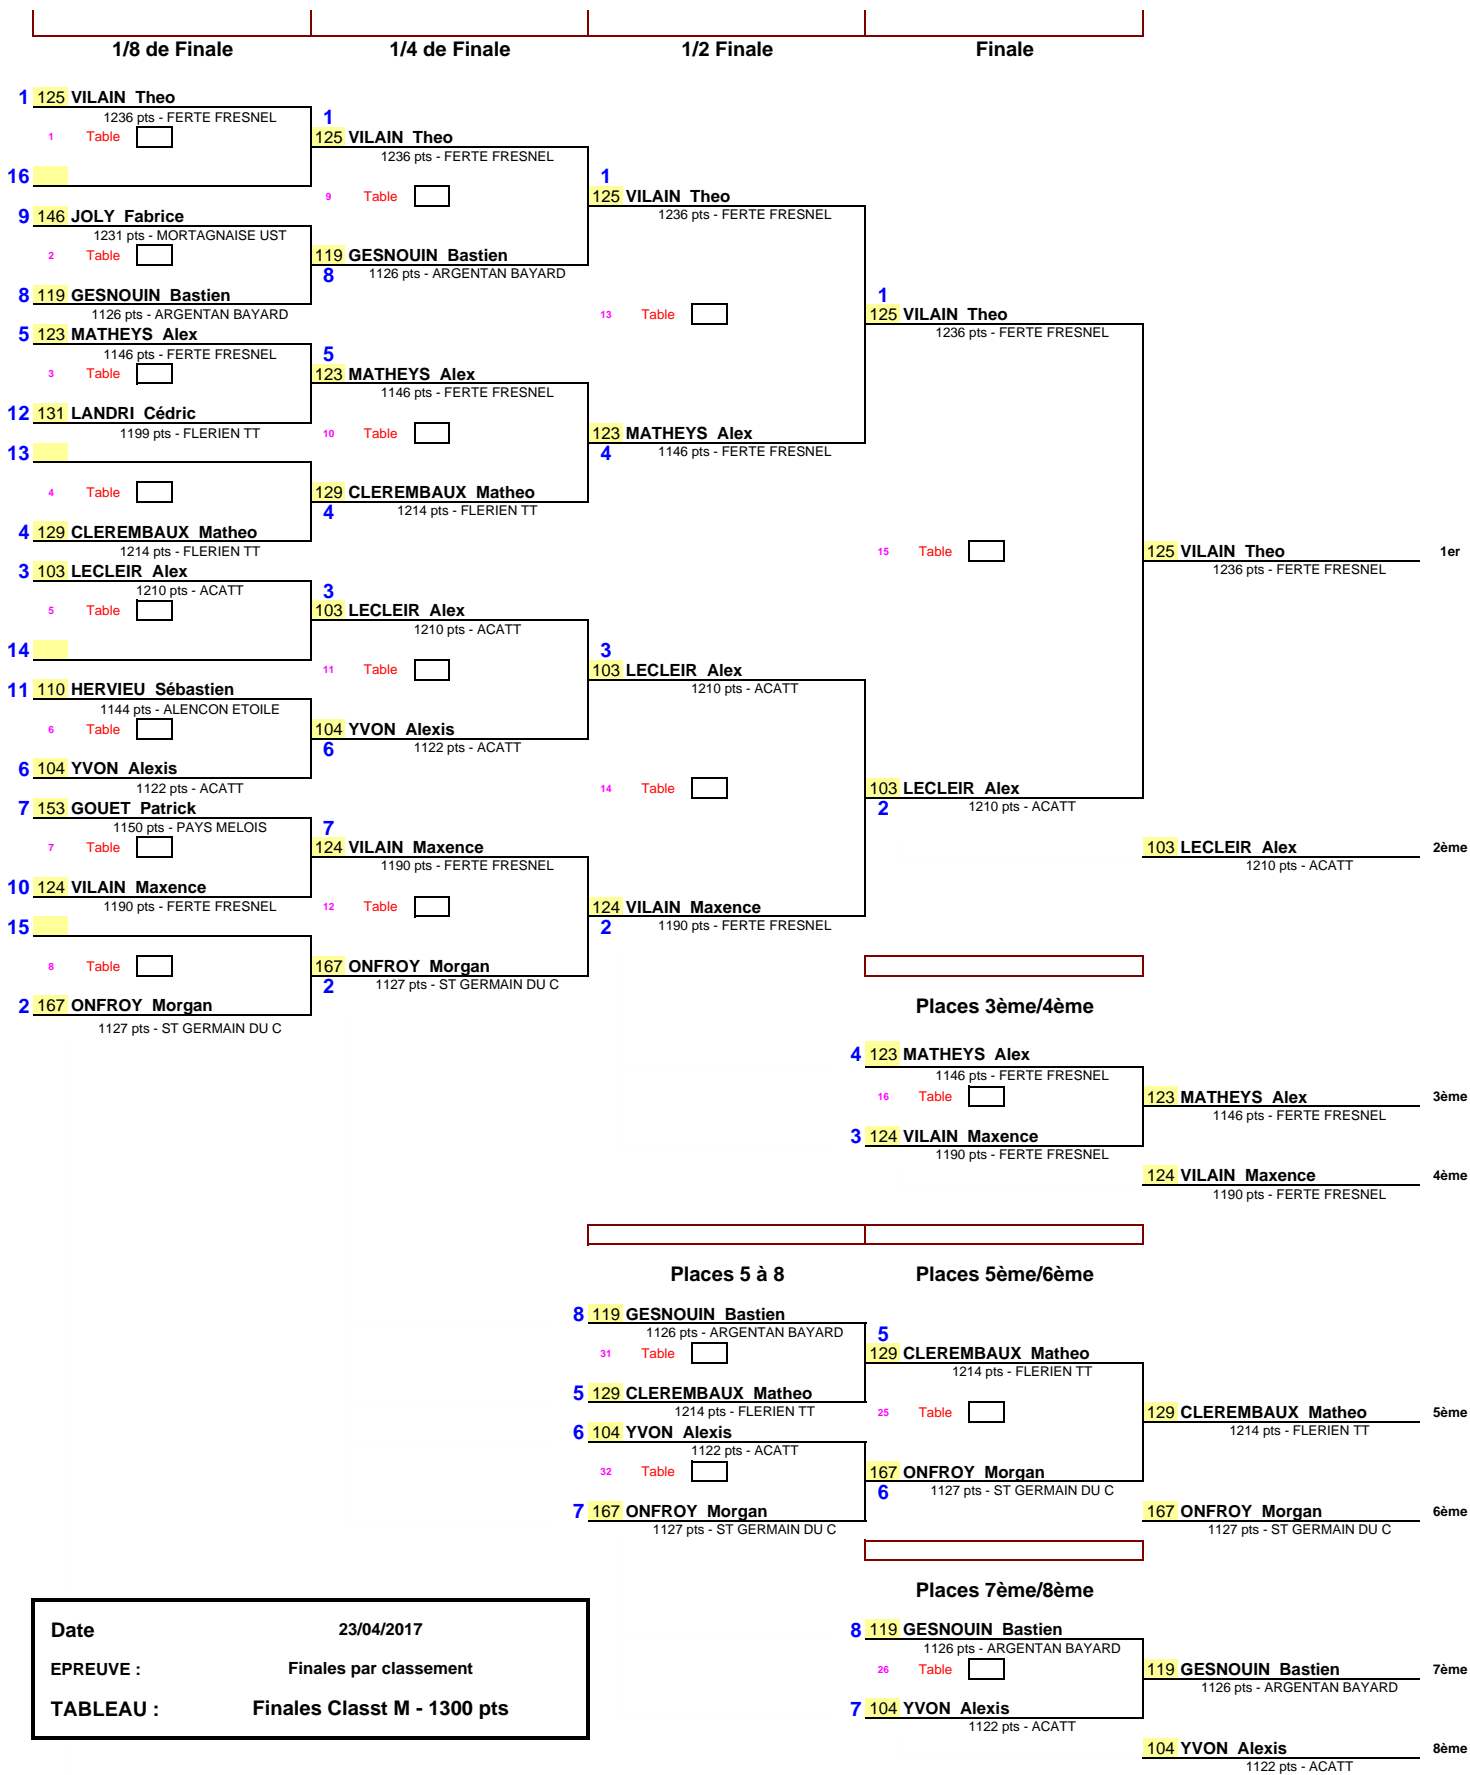 1/8 de Finale
1/4 de Finale
1/2 Finale
Finale
1 125 VILAIN Theo
1236 pts - FERTE FRESNEL
1 Table
16
9 146 JOLY Fabrice
1231 pts - MORTAGNAISE UST
2 Table
8 119 GESNOUIN Bastien
1126 pts - ARGENTAN BAYARD
5 123 MATHEYS Alex
1146 pts - FERTE FRESNEL
3 Table
12 131 LANDRI Cédric
1199 pts - FLERIEN TT
13
4 Table
4 129 CLEREMBAUX Matheo
1214 pts - FLERIEN TT
3 103 LECLEIR Alex
1210 pts - ACATT
5 Table
14
11 110 HERVIEU Sébastien
1144 pts - ALENCON ETOILE
6 Table
6 104 YVON Alexis
1122 pts - ACATT
7 153 GOUET Patrick
1150 pts - PAYS MELOIS
7 Table
10 124 VILAIN Maxence
1190 pts - FERTE FRESNEL
15
8 Table
2 167 ONFROY Morgan
1127 pts - ST GERMAIN DU C
1
125 VILAIN Theo
1236 pts - FERTE FRESNEL
9 Table
119 GESNOUIN Bastien
8 1126 pts - ARGENTAN BAYARD
5
123 MATHEYS Alex
1146 pts - FERTE FRESNEL
10 Table
129 CLEREMBAUX Matheo
4 1214 pts - FLERIEN TT
3
103 LECLEIR Alex
1210 pts - ACATT
11 Table
104 YVON Alexis
6 1122 pts - ACATT
7
124 VILAIN Maxence
1190 pts - FERTE FRESNEL
12 Table
167 ONFROY Morgan
2 1127 pts - ST GERMAIN DU C
1
125 VILAIN Theo
1236 pts - FERTE FRESNEL
13 Table
123 MATHEYS Alex
4 1146 pts - FERTE FRESNEL
3
103 LECLEIR Alex
1210 pts - ACATT
14 Table
124 VILAIN Maxence
2 1190 pts - FERTE FRESNEL
1
125 VILAIN Theo
1236 pts - FERTE FRESNEL
15 Table
103 LECLEIR Alex
2 1210 pts - ACATT
125 VILAIN Theo 1er
1236 pts - FERTE FRESNEL
103 LECLEIR Alex 2ème
1210 pts - ACATT
Places 3ème/4ème
4 123 MATHEYS Alex
1146 pts - FERTE FRESNEL
16 Table
3 124 VILAIN Maxence
1190 pts - FERTE FRESNEL
123 MATHEYS Alex 3ème
1146 pts - FERTE FRESNEL
124 VILAIN Maxence 4ème
1190 pts - FERTE FRESNEL
Places 5 à 8
Places 5ème/6ème
8 119 GESNOUIN Bastien
1126 pts - ARGENTAN BAYARD
31 Table
5 129 CLEREMBAUX Matheo
1214 pts - FLERIEN TT
6 104 YVON Alexis
1122 pts - ACATT
32 Table
7 167 ONFROY Morgan
1127 pts - ST GERMAIN DU C
5
129 CLEREMBAUX Matheo
1214 pts - FLERIEN TT
25 Table
167 ONFROY Morgan
6 1127 pts - ST GERMAIN DU C
129 CLEREMBAUX Matheo 5ème
1214 pts - FLERIEN TT
167 ONFROY Morgan 6ème
1127 pts - ST GERMAIN DU C
Places 7ème/8ème
8 119 GESNOUIN Bastien
1126 pts - ARGENTAN BAYARD
26 Table
7 104 YVON Alexis
1122 pts - ACATT
119 GESNOUIN Bastien 7ème
1126 pts - ARGENTAN BAYARD
104 YVON Alexis 8ème
1122 pts - ACATT
Date 23/04/2017
EPREUVE : Finales par classement
TABLEAU : Finales Classt M - 1300 pts